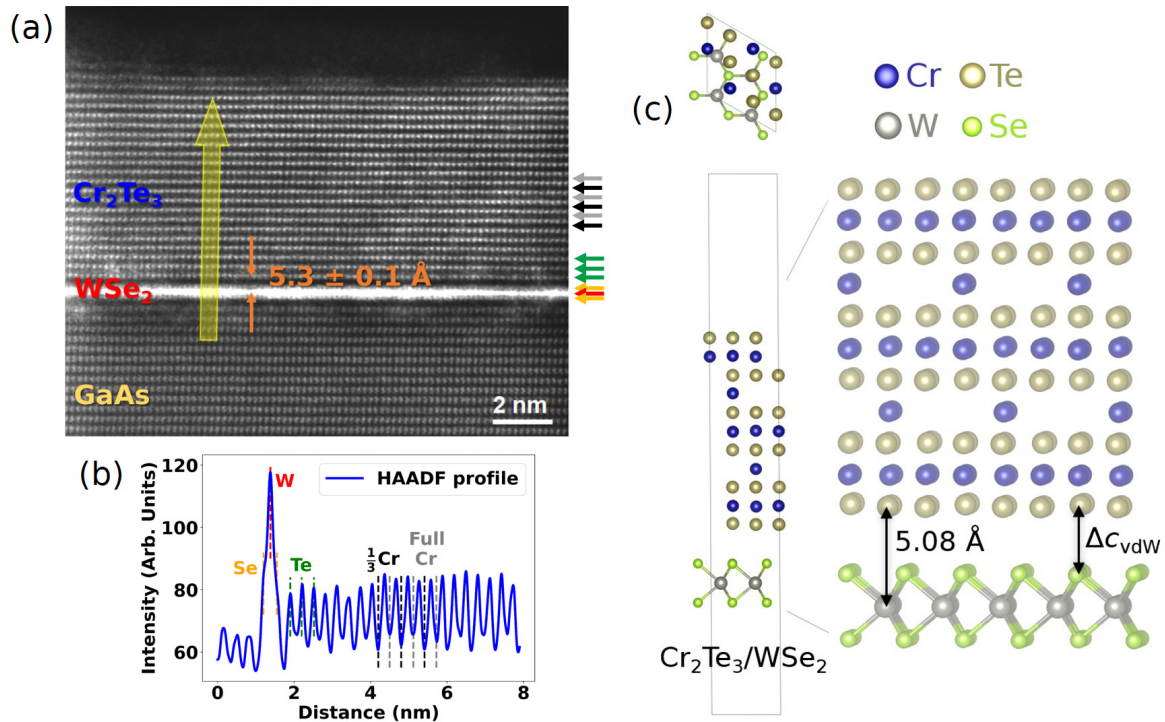 (a)
Cr₂Te₃
5.3 ± 0.1 Å
WSe₂
GaAs
2 nm
(b)
Intensity (Arb. Units)
120
100
80
60
W
HAADF profile
Se
Te
⅓Cr
Full
Cr
0
2
4
6
8
Distance (nm)
(c)
Cr
Te
W
Se
5.08 Å
Δc_vdW
Cr₂Te₃/WSe₂